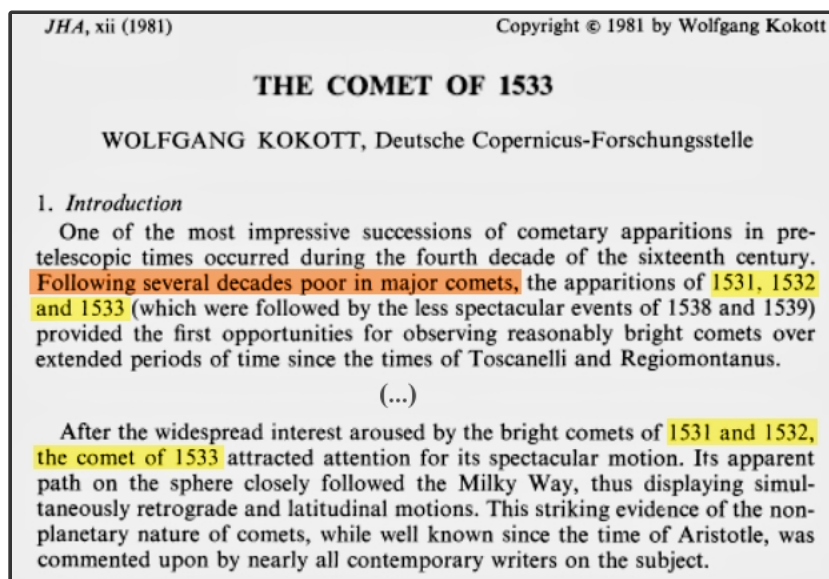 JHA, xii (1981) Copyright © 1981 by Wolfgang Kokott
THE COMET OF 1533
WOLFGANG KOKOTT, Deutsche Copernicus-Forschungsstelle
1. Introduction
One of the most impressive successions of cometary apparitions in pre-
telescopic times occurred during the fourth decade of the sixteenth century.
Following several decades poor in major comets, the apparitions of 1531, 1532
and 1533 (which were followed by the less spectacular events of 1538 and 1539)
provided the first opportunities for observing reasonably bright comets over
extended periods of time since the times of Toscanelli and Regiomontanus.
(...)
After the widespread interest aroused by the bright comets of 1531 and 1532,
the comet of 1533 attracted attention for its spectacular motion. Its apparent
path on the sphere closely followed the Milky Way, thus displaying simul-
taneously retrograde and latitudinal motions. This striking evidence of the non-
planetary nature of comets, while well known since the time of Aristotle, was
commented upon by nearly all contemporary writers on the subject.